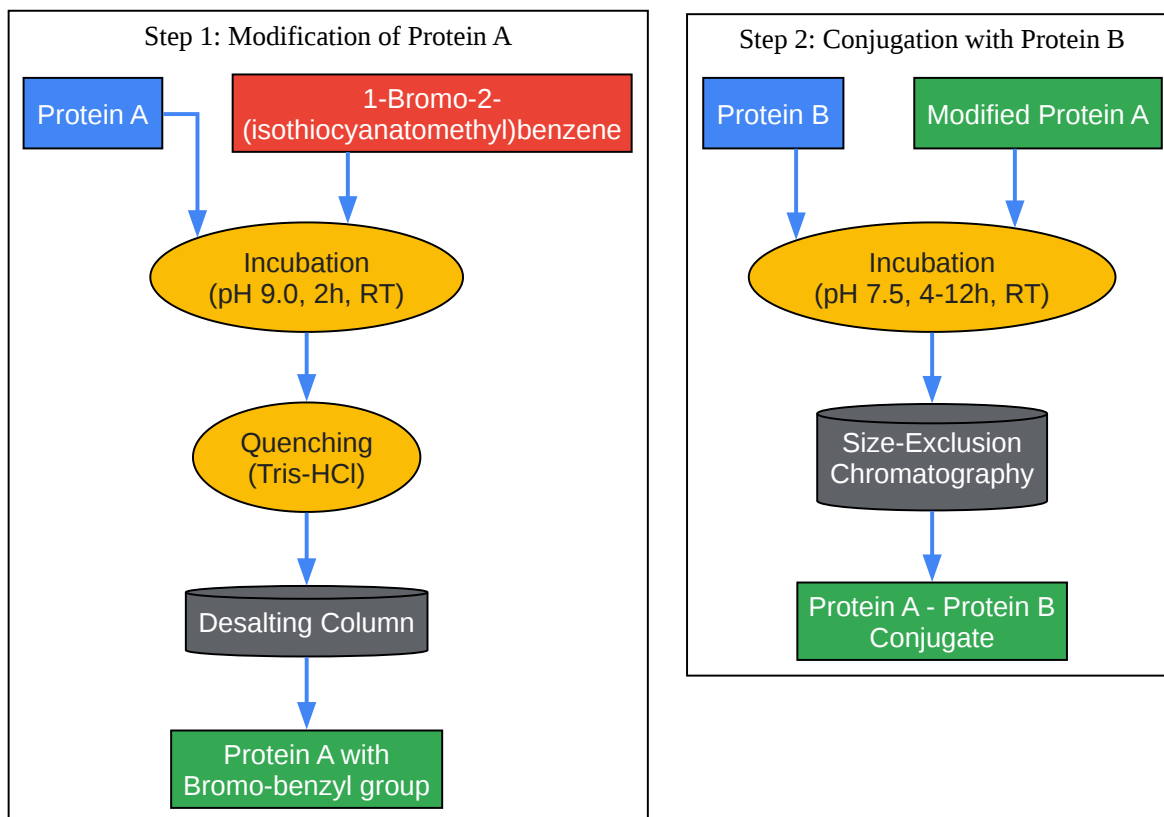 Step 1: Modification of Protein A
Protein A
1-Bromo-2-
(isothiocyanatomethyl)benzene
Incubation
(pH 9.0, 2h, RT)
Quenching
(Tris-HCl)
Desalting Column
Protein A with
Bromo-benzyl group
Step 2: Conjugation with Protein B
Protein B
Modified Protein A
Incubation
(pH 7.5, 4-12h, RT)
Size-Exclusion
Chromatography
Protein A - Protein B
Conjugate